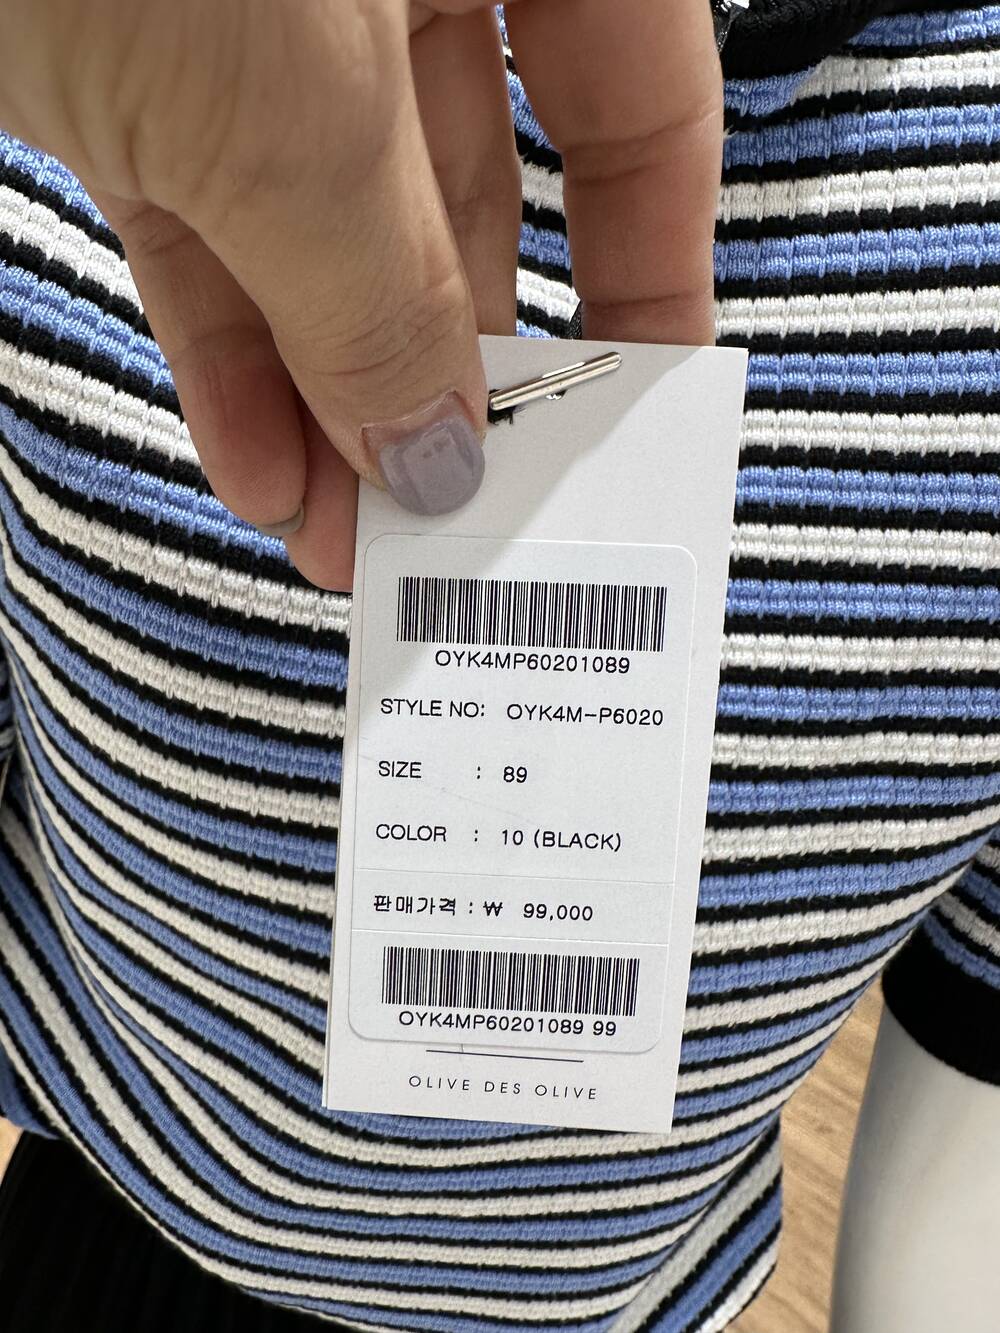 OYK4MP60201089
STYLE NO: OYK4M-P6020
SIZE : 89
COLOR : 10 (BLACK)
판매가격 : ₩ 99,000
OYK4MP60201089 99
OLIVE DES OLIVE